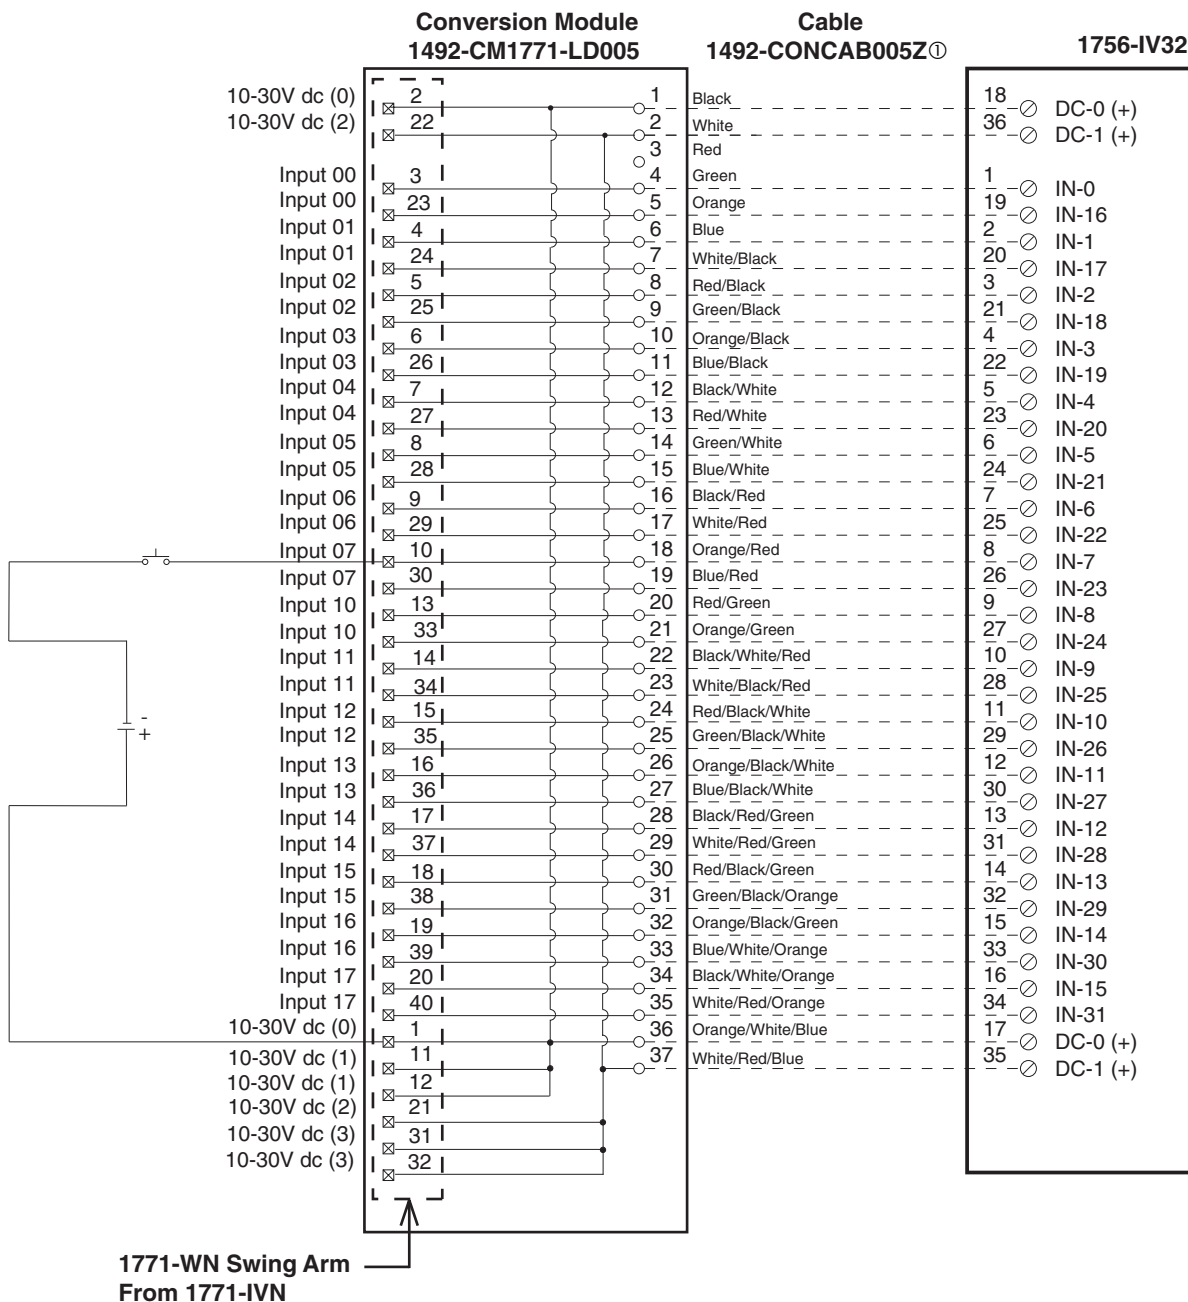 Conversion Module
1492-CM1771-LD005
Cable
1492-CONCAB005Z①
1756-IV32
10-30V dc (0) 2 1 Black 18 DC-0 (+)
10-30V dc (2) 22 2 White 36 DC-1 (+)
3 Red
Input 00 3 4 Green 1 IN-0
Input 00 23 5 Orange 19 IN-16
Input 01 4 6 Blue 2 IN-1
Input 01 24 7 White/Black 20 IN-17
Input 02 5 8 Red/Black 3 IN-2
Input 02 25 9 Green/Black 21 IN-18
Input 03 6 10 Orange/Black 4 IN-3
Input 03 26 11 Blue/Black 22 IN-19
Input 04 7 12 Black/White 5 IN-4
Input 04 27 13 Red/White 23 IN-20
Input 05 8 14 Green/White 6 IN-5
Input 05 28 15 Blue/White 24 IN-21
Input 06 9 16 Black/Red 7 IN-6
Input 06 29 17 White/Red 25 IN-22
Input 07 10 18 Orange/Red 8 IN-7
Input 07 30 19 Blue/Red 26 IN-23
Input 10 13 20 Red/Green 9 IN-8
Input 10 33 21 Orange/Green 27 IN-24
Input 11 14 22 Black/White/Red 10 IN-9
Input 11 34 23 White/Black/Red 28 IN-25
Input 12 15 24 Red/Black/White 11 IN-10
- 
+
Input 12 35 25 Green/Black/White 29 IN-26
Input 13 16 26 Orange/Black/White 12 IN-11
Input 13 36 27 Blue/Black/White 30 IN-27
Input 14 17 28 Black/Red/Green 13 IN-12
Input 14 37 29 White/Red/Green 31 IN-28
Input 15 18 30 Red/Black/Green 14 IN-13
Input 15 38 31 Green/Black/Orange 32 IN-29
Input 16 19 32 Orange/Black/Green 15 IN-14
Input 16 39 33 Blue/White/Orange 33 IN-30
Input 17 20 34 Black/White/Orange 16 IN-15
Input 17 40 35 White/Red/Orange 34 IN-31
10-30V dc (0) 1 36 Orange/White/Blue 17 DC-0 (+)
10-30V dc (1) 11 37 White/Red/Blue 35 DC-1 (+)
10-30V dc (1) 12
10-30V dc (2) 21
10-30V dc (3) 31
10-30V dc (3) 32
1771-WN Swing Arm
From 1771-IVN